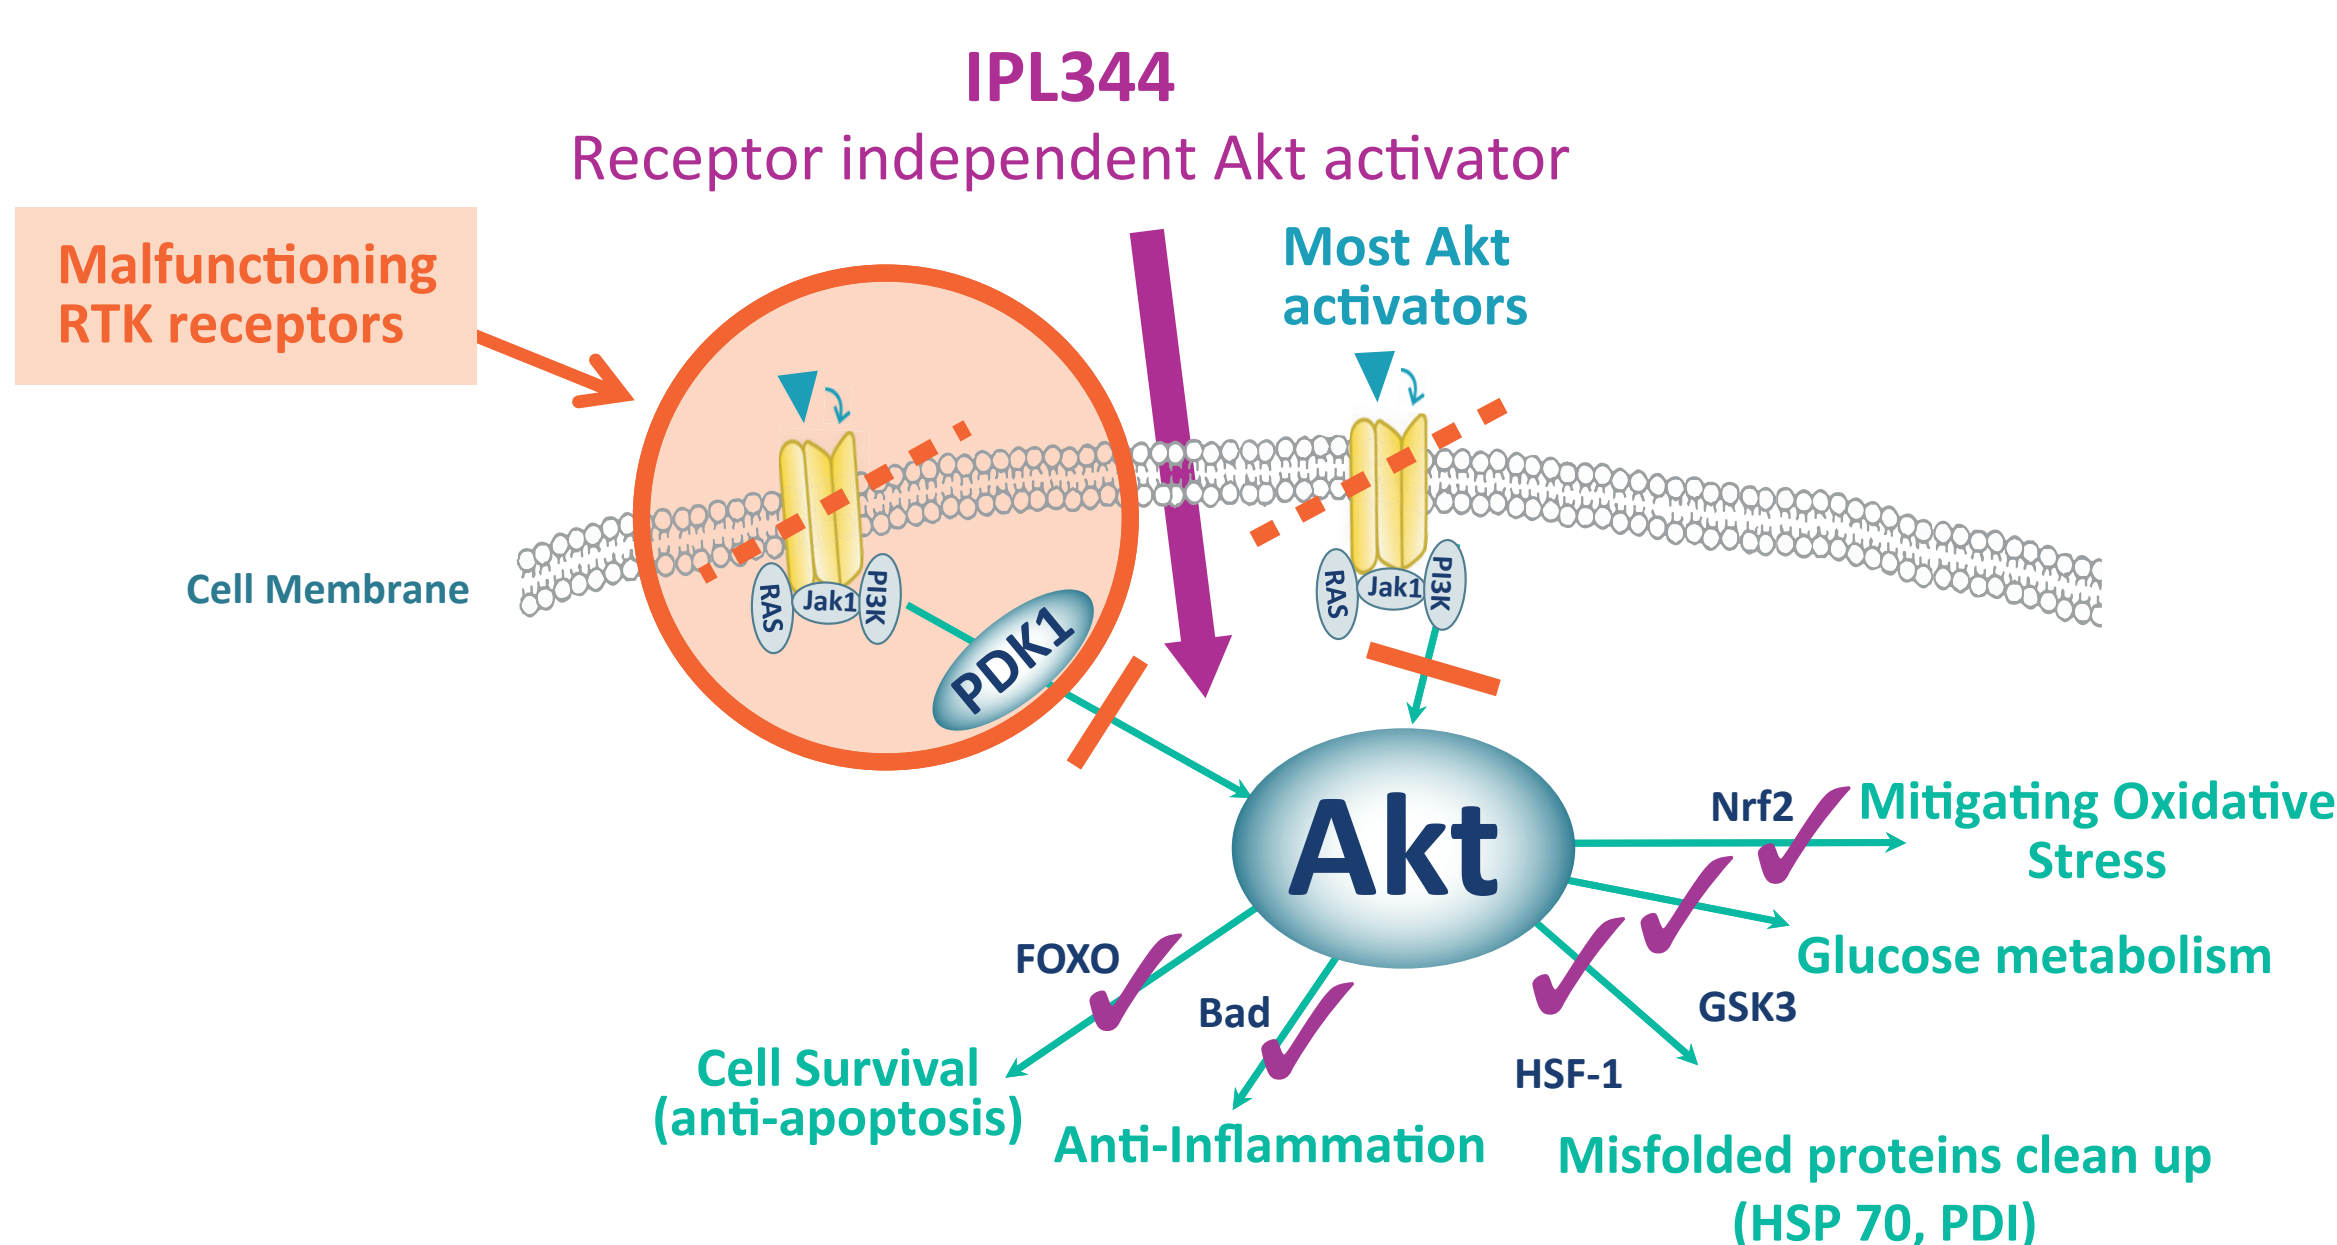 IPL344
Receptor independent Akt activator
Malfunctioning
RTK receptors
Most Akt
activators
Cell Membrane
RAS
Jak1
PI3K
PDK1
RAS
Jak1
PI3K
Akt
Nrf2
Mitigating Oxidative
Stress
Glucose metabolism
GSK3
HSF-1
FOXO
Bad
Cell Survival
(anti-apoptosis)
Anti-Inflammation
Misfolded proteins clean up
(HSP 70, PDI)